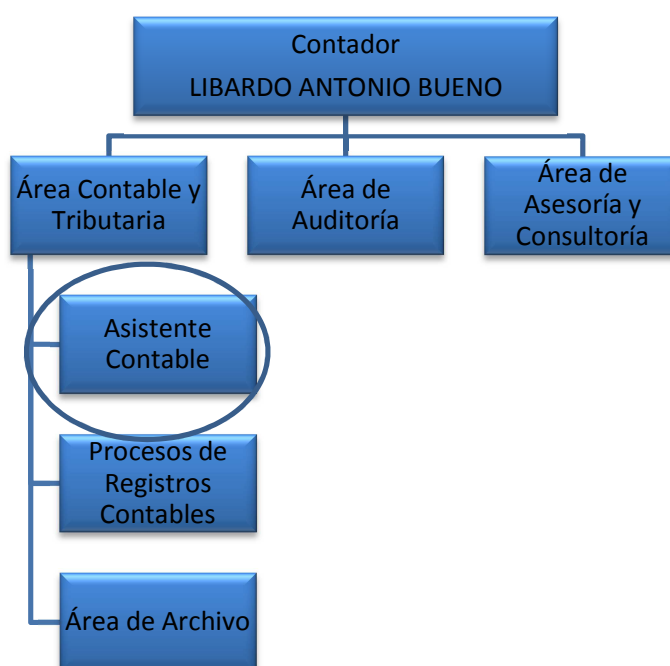 Contador
LIBARDO ANTONIO BUENO
Área Contable y
Tributaria
Área de
Auditoría
Área de
Asesoría y
Consultoría
Asistente
Contable
Procesos de
Registros
Contables
Área de Archivo